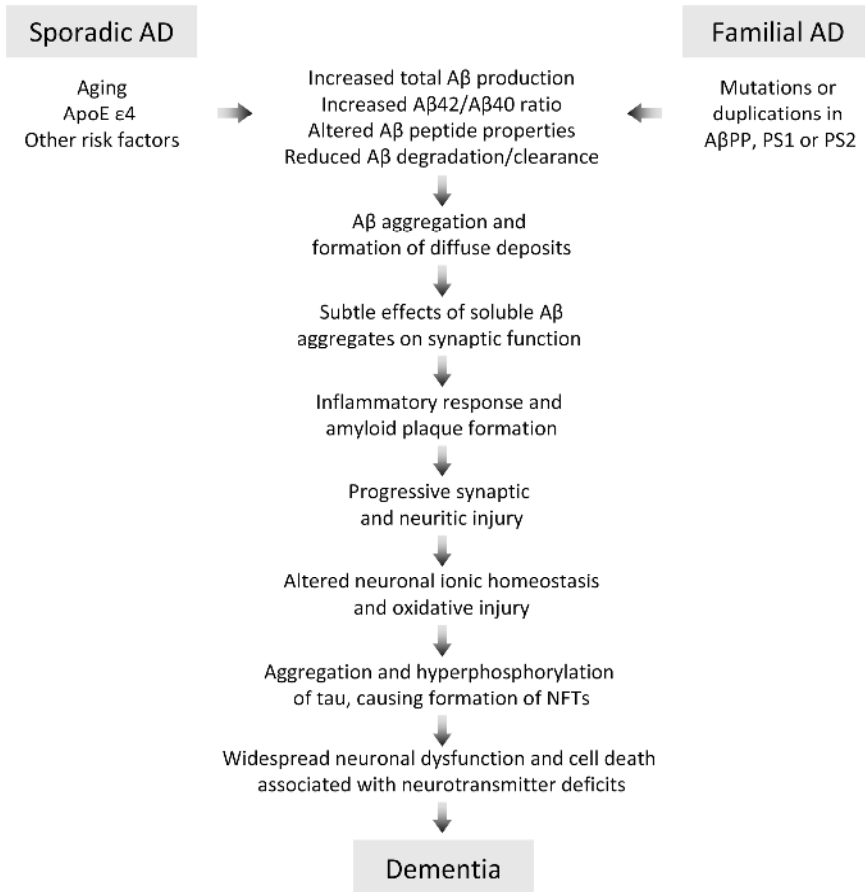 Sporadic AD
Familial AD
Aging
ApoE ε4
Other risk factors
Increased total Aβ production
Increased Aβ42/Aβ40 ratio
Altered Aβ peptide properties
Reduced Aβ degradation/clearance
Mutations or
duplications in
AβPP, PS1 or PS2
Aβ aggregation and
formation of diffuse deposits
Subtle effects of soluble Aβ
aggregates on synaptic function
Inflammatory response and
amyloid plaque formation
Progressive synaptic
and neuritic injury
Altered neuronal ionic homeostasis
and oxidative injury
Aggregation and hyperphosphorylation
of tau, causing formation of NFTs
Widespread neuronal dysfunction and cell death
associated with neurotransmitter deficits
Dementia